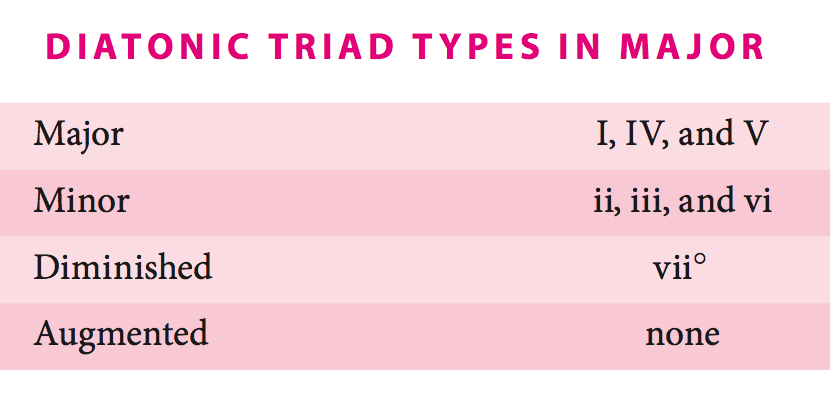 DIATONIC TRIAD TYPES IN MAJOR
Major I, IV, and V
Minor ii, iii, and vi
Diminished vii°
Augmented none